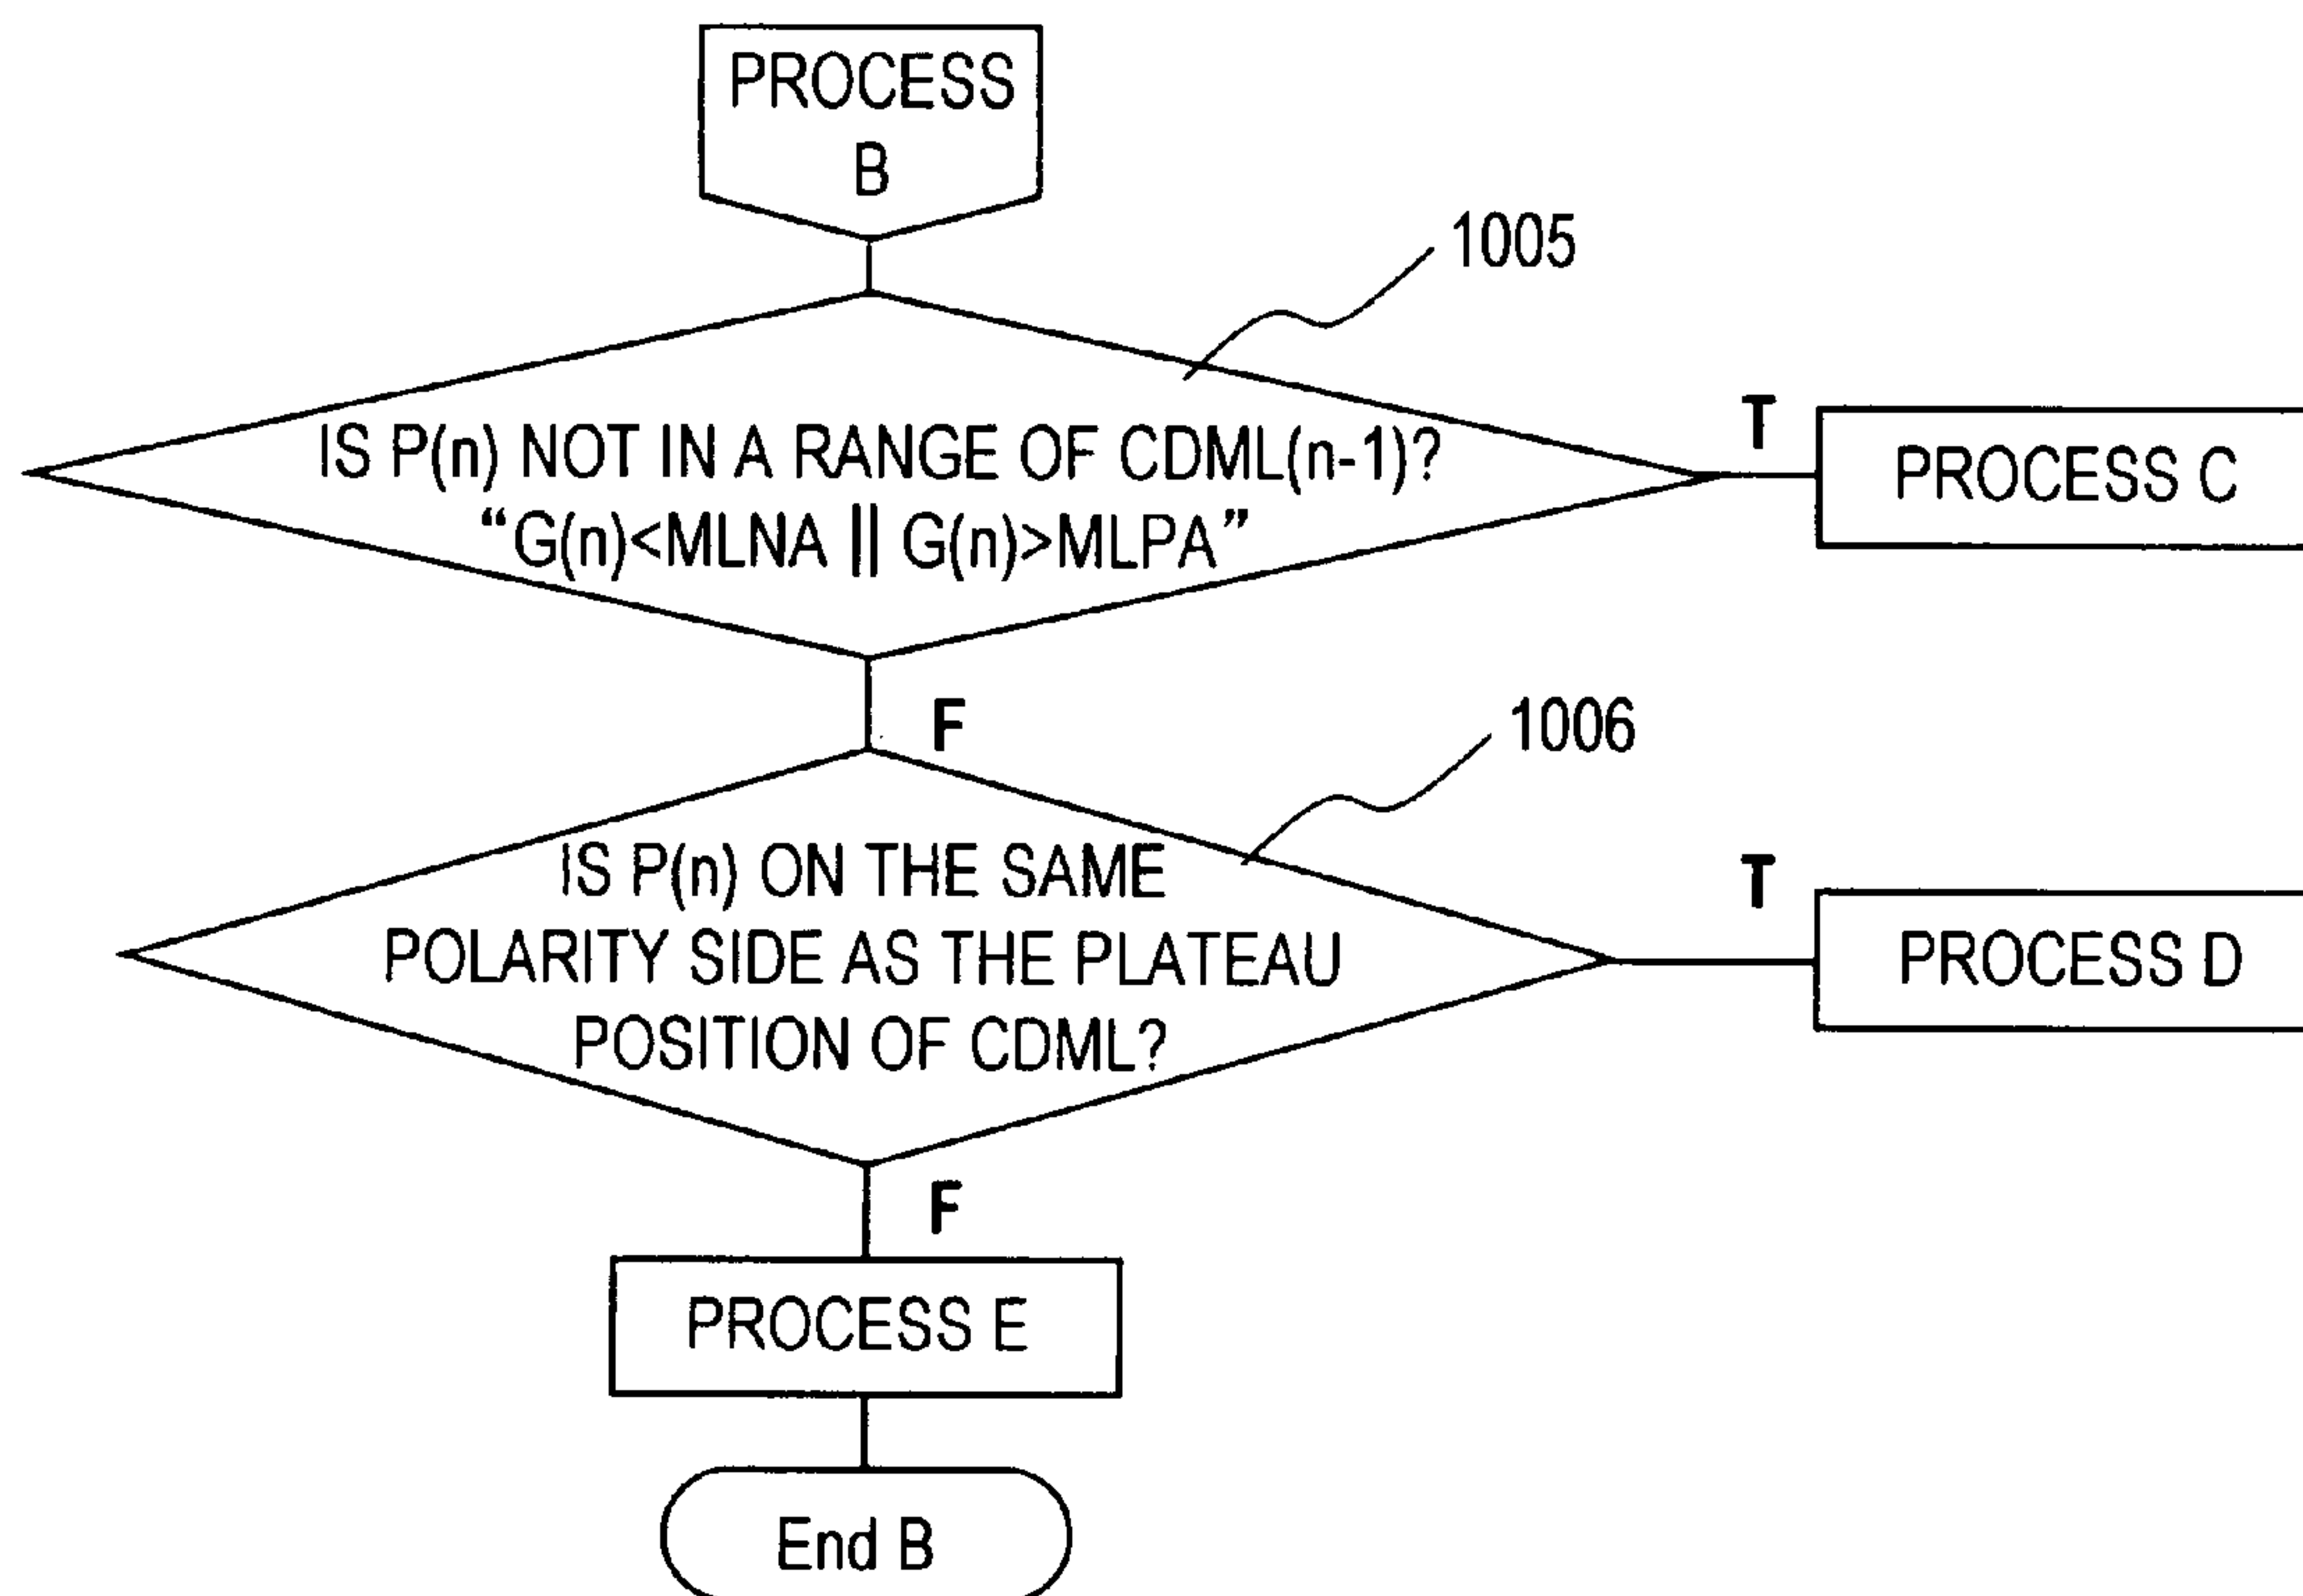 PROCESS
B
1005
IS P(n) NOT IN A RANGE OF CDML(n-1)?
“G(n)<MLNA || G(n)>MLPA”
T
PROCESS C
F
1006
IS P(n) ON THE SAME
POLARITY SIDE AS THE PLATEAU
POSITION OF CDML?
T
PROCESS D
F
PROCESS E
End B